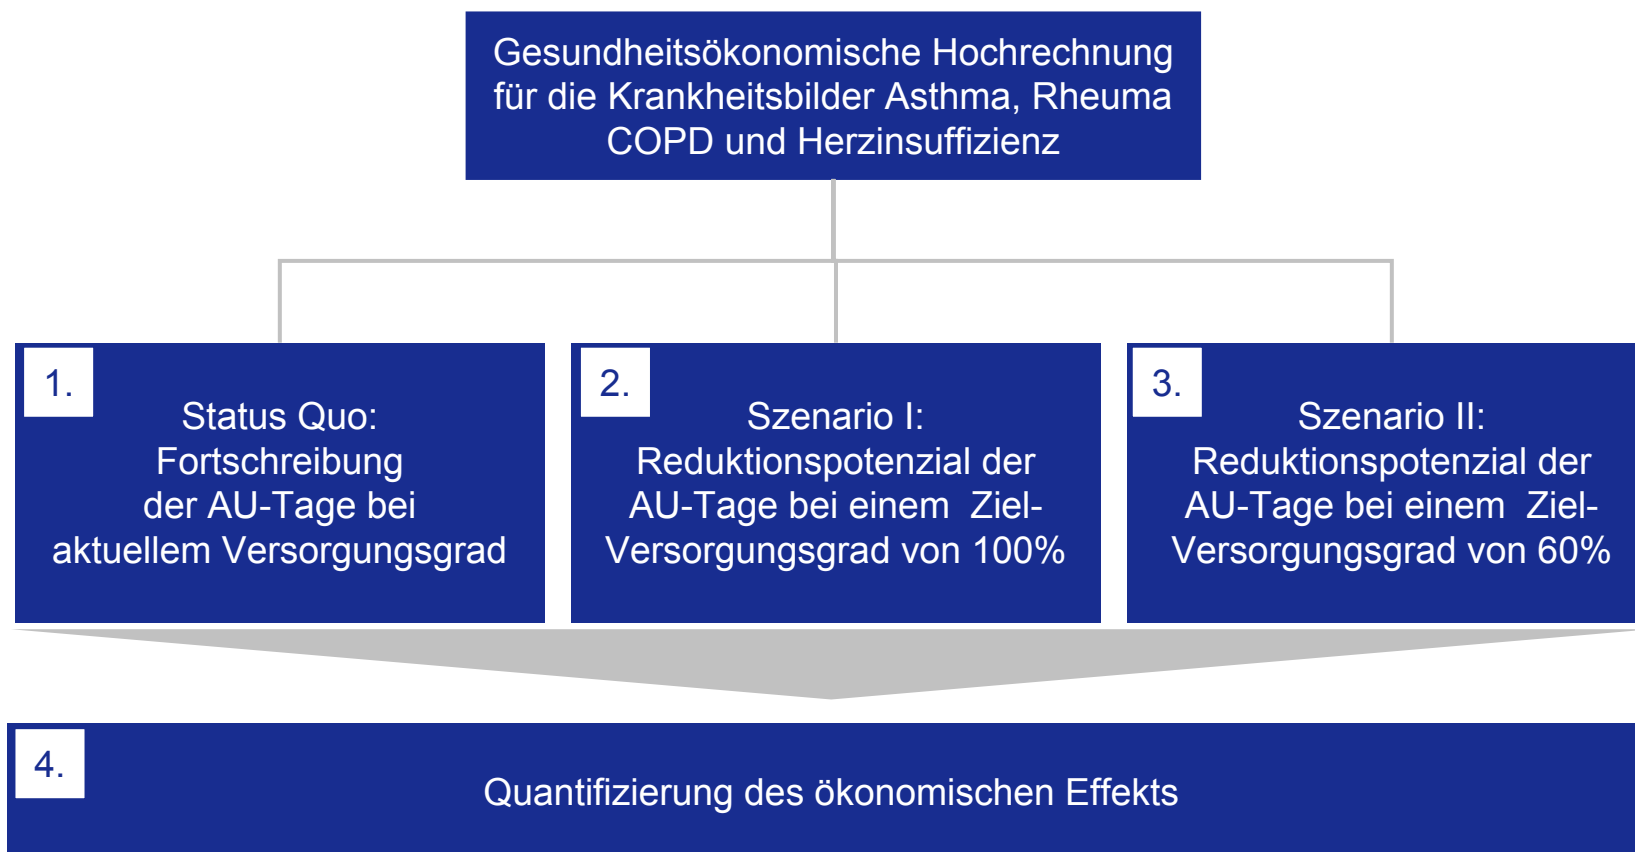 Gesundheitsökonomische Hochrechnung
für die Krankheitsbilder Asthma, Rheuma
COPD und Herzinsuffizienz
1.
Status Quo:
Fortschreibung
der AU-Tage bei
aktuellem Versorgungsgrad
2.
Szenario I:
Reduktionspotenzial der
AU-Tage bei einem  Ziel-
Versorgungsgrad von 100%
3.
Szenario II:
Reduktionspotenzial der
AU-Tage bei einem  Ziel-
Versorgungsgrad von 60%
4.
Quantifizierung des ökonomischen Effekts